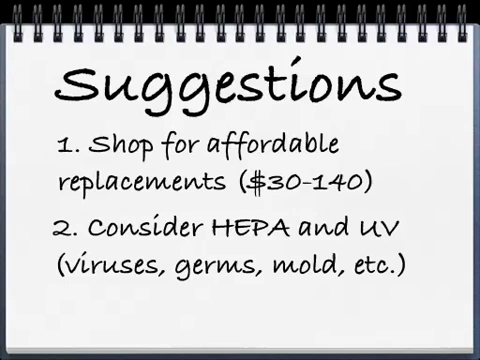 Suggestions
1. Shop for affordable
replacements ($30-140)
2. Consider HEPA and UV
(viruses, germs, mold, etc.)